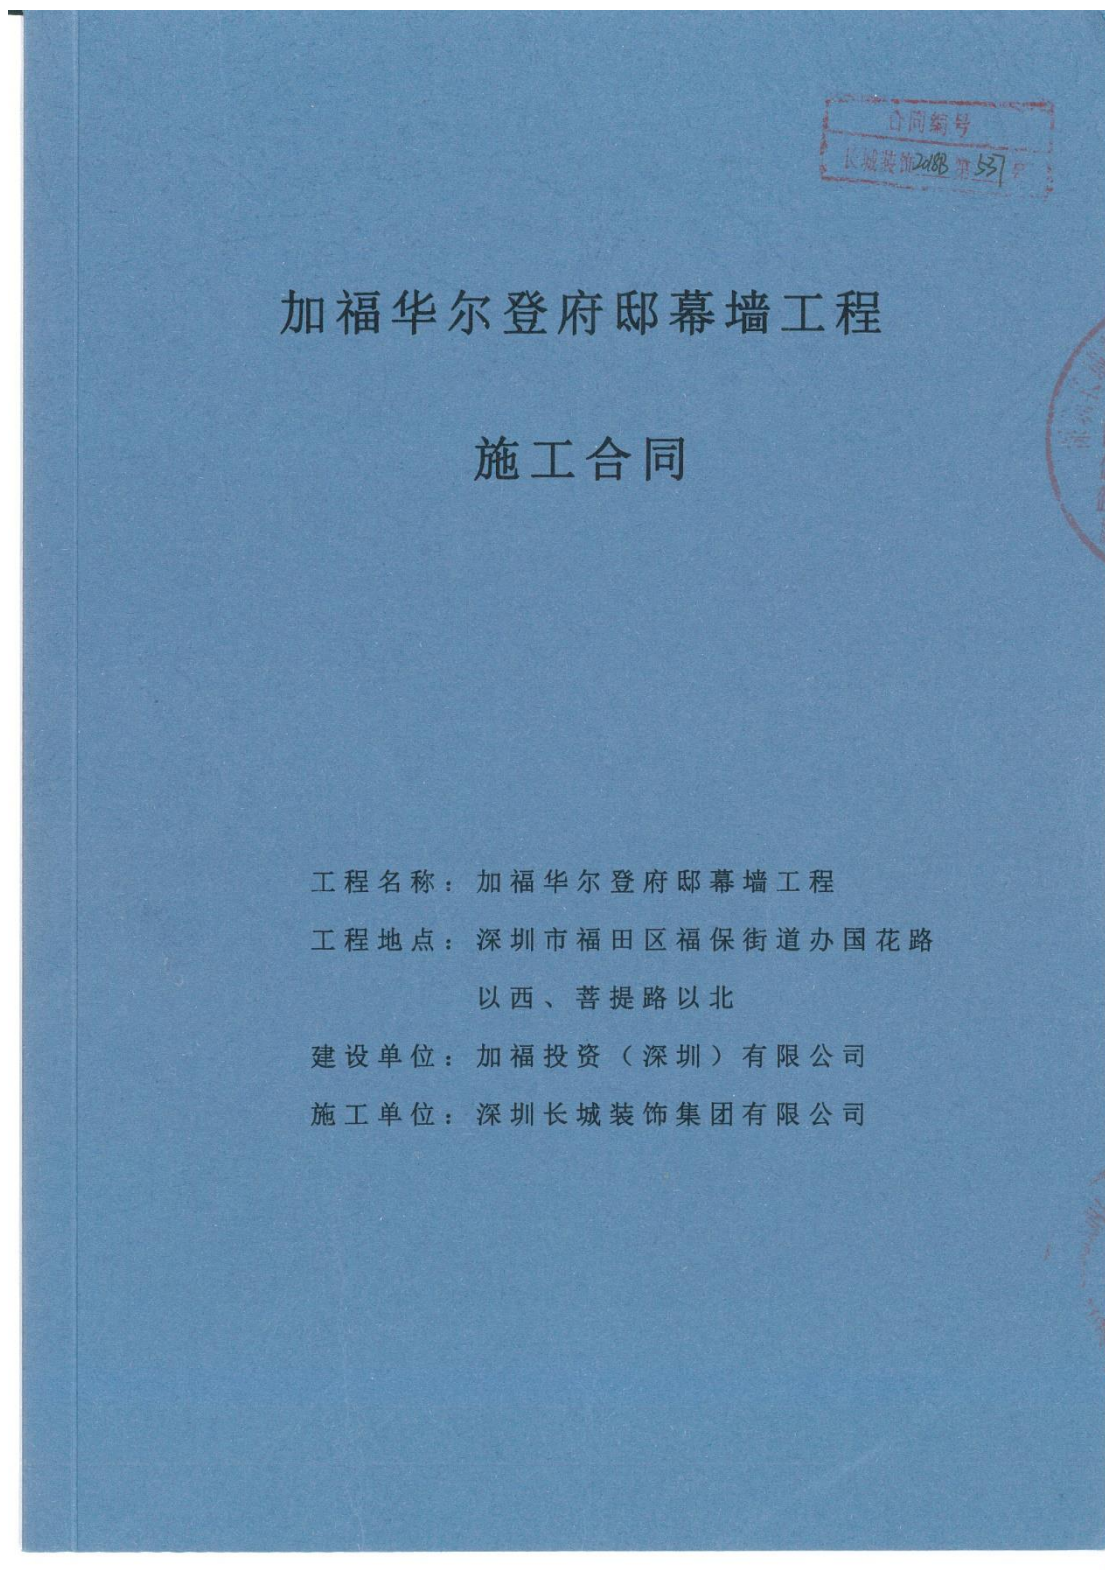 合同编号
长城装饰2018B第537号
加福华尔登府邸幕墙工程
施工合同
工程名称：加福华尔登府邸幕墙工程
工程地点：深圳市福田区福保街道办国花路
以西、菩提路以北
建设单位：加福投资（深圳）有限公司
施工单位：深圳长城装饰集团有限公司